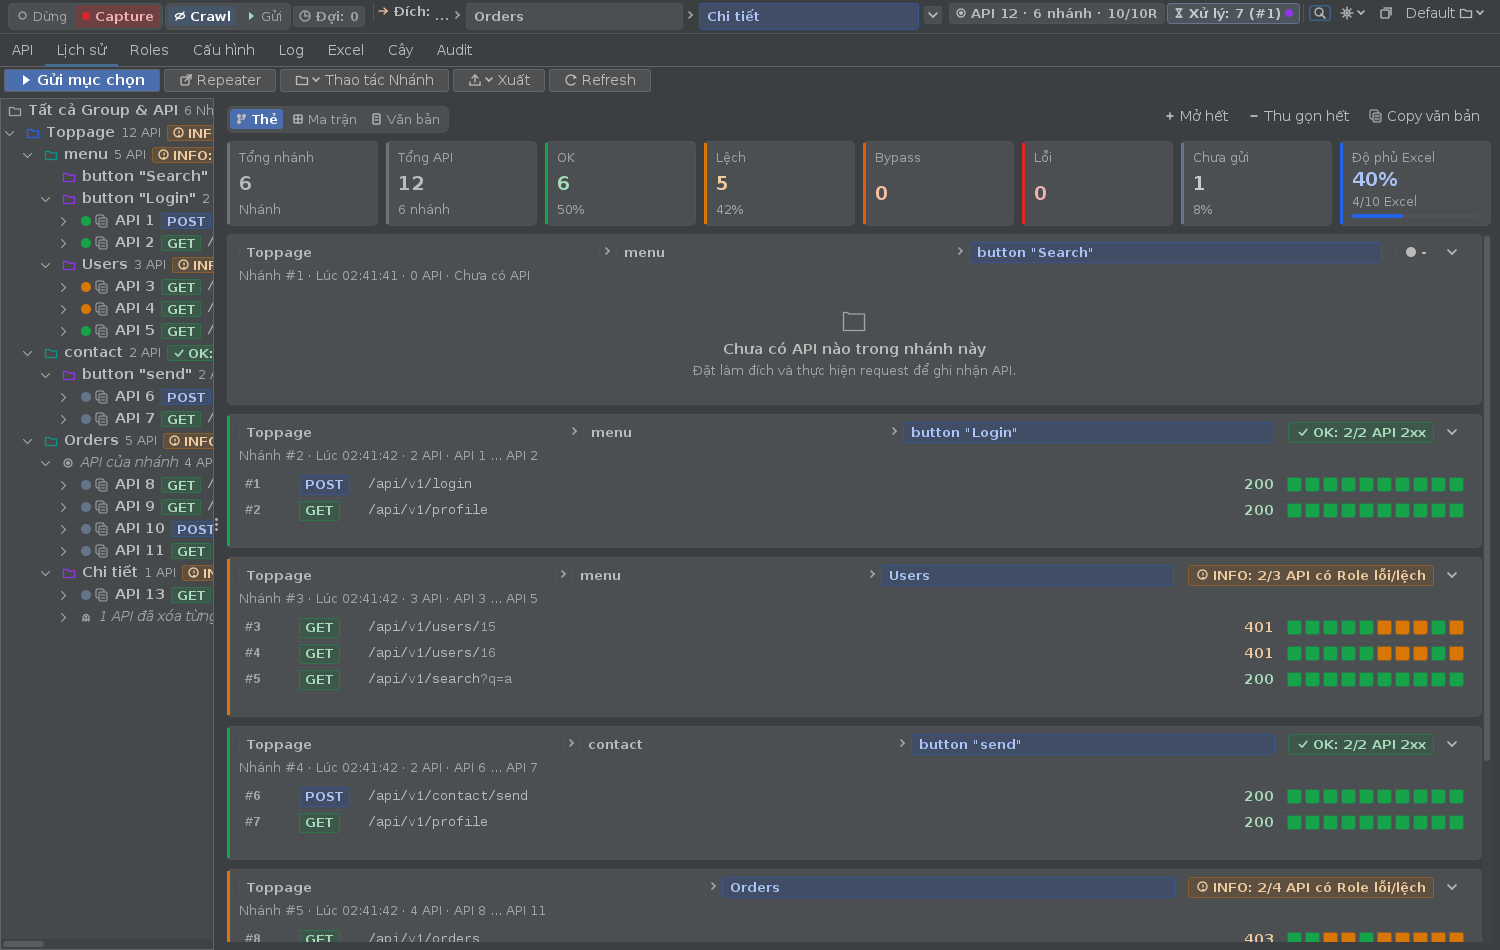 Dừng Capture Crawl Gửi Đợi: 0 Đích: ... > Orders > Chi tiết API 12 · 6 nhánh · 10/10R Xử lý: 7 (#1) Default
API Lịch sử Roles Cấu hình Log Excel Cây Audit
Gửi mục chọn Repeater Thao tác Nhánh Xuất Refresh
Tất cả Group & API 6 Nh
Toppage 12 API INF
menu 5 API INFO:
button "Search"
button "Login" 2
API 1 POST
API 2 GET /
Users 3 API INF
API 3 GET /
API 4 GET /
API 5 GET /
contact 2 API OK:
button "send" 2 A
API 6 POST
API 7 GET /
Orders 5 API INFO
API của nhánh 4 AP
API 8 GET /
API 9 GET /
API 10 POST
API 11 GET
Chi tiết 1 API IN
API 13 GET
1 API đã xóa từng
Thẻ Ma trận Văn bản + Mở hết − Thu gọn hết Copy văn bản
Tổng nhánh
6
Nhánh
Tổng API
12
6 nhánh
OK
6
50%
Lệch
5
42%
Bypass
0
Lỗi
0
Chưa gửi
1
8%
Độ phủ Excel
40%
4/10 Excel
Toppage > menu > button "Search" -
Nhánh #1 · Lúc 02:41:41 · 0 API · Chưa có API
Chưa có API nào trong nhánh này
Đặt làm đích và thực hiện request để ghi nhận API.
Toppage > menu > button "Login" OK: 2/2 API 2xx
Nhánh #2 · Lúc 02:41:42 · 2 API · API 1 ... API 2
#1 POST /api/v1/login 200
#2 GET /api/v1/profile 200
Toppage > menu > Users INFO: 2/3 API có Role lỗi/lệch
Nhánh #3 · Lúc 02:41:42 · 3 API · API 3 ... API 5
#3 GET /api/v1/users/15 401
#4 GET /api/v1/users/16 401
#5 GET /api/v1/search?q=a 200
Toppage > contact > button "send" OK: 2/2 API 2xx
Nhánh #4 · Lúc 02:41:42 · 2 API · API 6 ... API 7
#6 POST /api/v1/contact/send 200
#7 GET /api/v1/profile 200
Toppage > Orders INFO: 2/4 API có Role lỗi/lệch
Nhánh #5 · Lúc 02:41:42 · 4 API · API 8 ... API 11
#8 GET /api/v1/orders 403